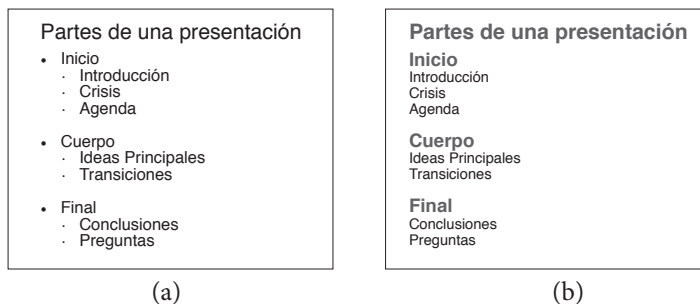 Partes de una presentación
• Inicio
· Introducción
· Crisis
· Agenda
• Cuerpo
· Ideas Principales
· Transiciones
• Final
· Conclusiones
· Preguntas
(a)
Partes de una presentación
Inicio
Introducción
Crisis
Agenda
Cuerpo
Ideas Principales
Transiciones
Final
Conclusiones
Preguntas
(b)